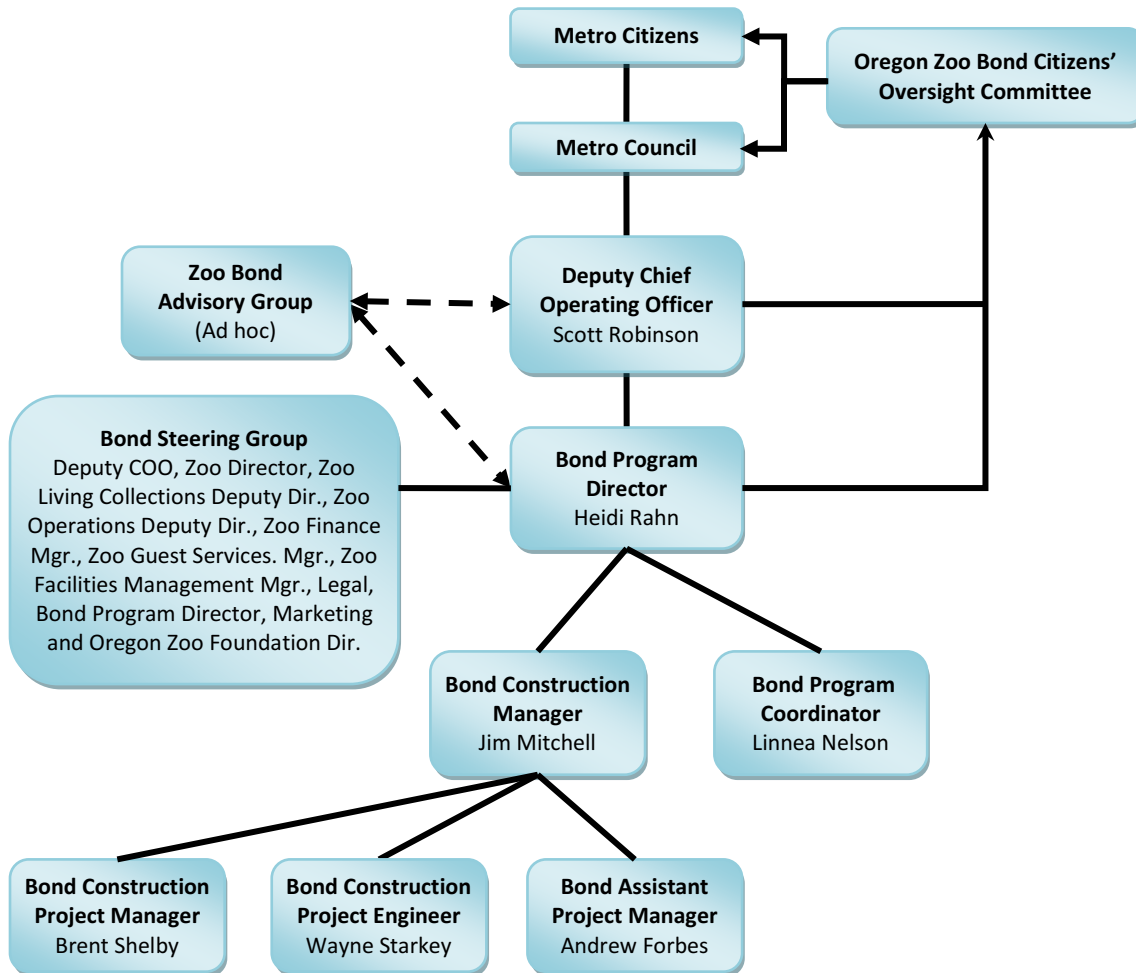 Metro Citizens
Oregon Zoo Bond Citizens’
Oversight Committee
Metro Council
Zoo Bond
Advisory Group
(Ad hoc)
Deputy Chief
Operating Officer
Scott Robinson
Bond Steering Group
Deputy COO, Zoo Director, Zoo
Living Collections Deputy Dir., Zoo
Operations Deputy Dir., Zoo Finance
Mgr., Zoo Guest Services. Mgr., Zoo
Facilities Management Mgr., Legal,
Bond Program Director, Marketing
and Oregon Zoo Foundation Dir.
Bond Program
Director
Heidi Rahn
Bond Construction
Manager
Jim Mitchell
Bond Program
Coordinator
Linnea Nelson
Bond Construction
Project Manager
Brent Shelby
Bond Construction
Project Engineer
Wayne Starkey
Bond Assistant
Project Manager
Andrew Forbes